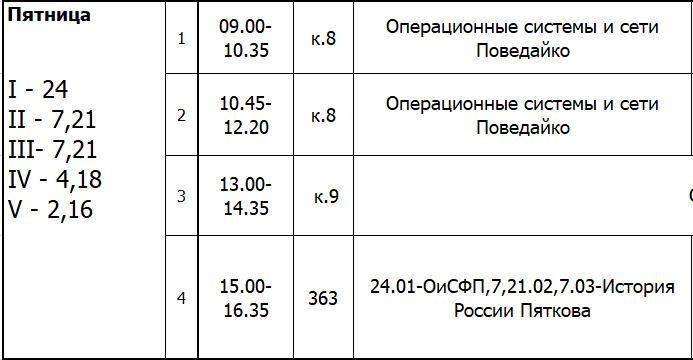 Пятница
I - 24
II - 7,21
III- 7,21
IV - 4,18
V - 2,16
1
09.00-
10.35
к.8
Операционные системы и сети
Поведайко
2
10.45-
12.20
к.8
Операционные системы и сети
Поведайко
3
13.00-
14.35
к.9
4
15.00-
16.35
363
24.01-ОиСФП,7,21.02,7.03-История
России Пяткова